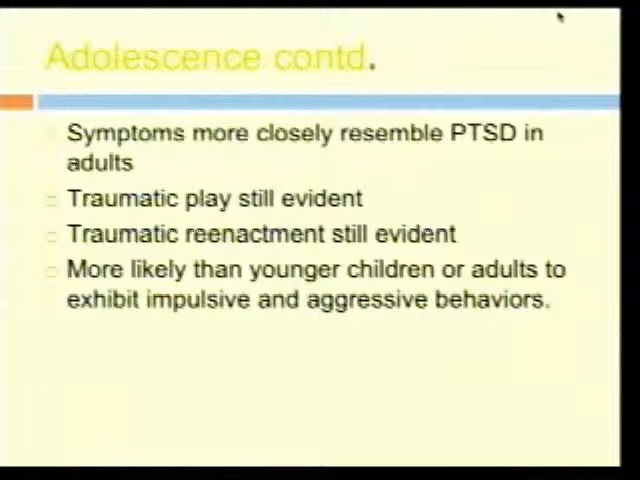 Adolescence contd.
Symptoms more closely resemble PTSD in
adults
Traumatic play still evident
Traumatic reenactment still evident
More likely than younger children or adults to
exhibit impulsive and aggressive behaviors.